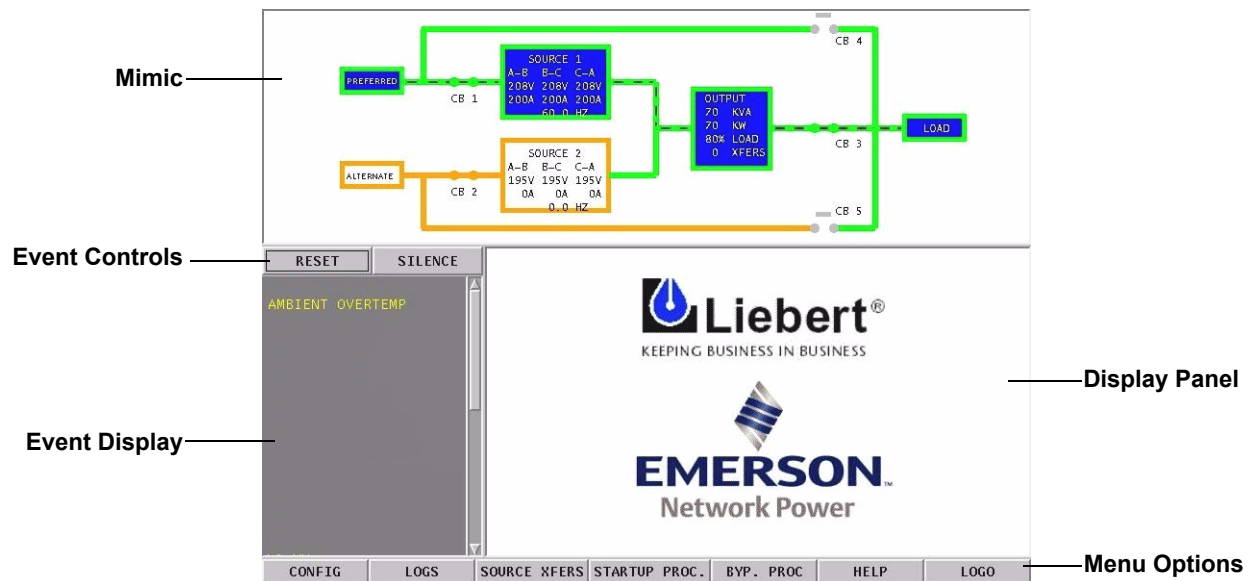 Mimic
PREFERRED
CB 1
SOURCE 1
A-B B-C C-A
208V 208V 208V
200A 200A 200A
60.0 HZ
OUTPUT
70 KVA
70 KW
80% LOAD
0 XFERS
CB 4
CB 3
LOAD
ALTERNATE
CB 2
SOURCE 2
A-B B-C C-A
195V 195V 195V
0A 0A 0A
0.0 HZ
CB 5
Event Controls
RESET SILENCE
AMBIENT OVERTEMP
Event Display
Liebert®
KEEPING BUSINESS IN BUSINESS
EMERSON™
Network Power
Display Panel
CONFIG LOGS SOURCE XFERS STARTUP PROC. BYP. PROC HELP LOGO
Menu Options